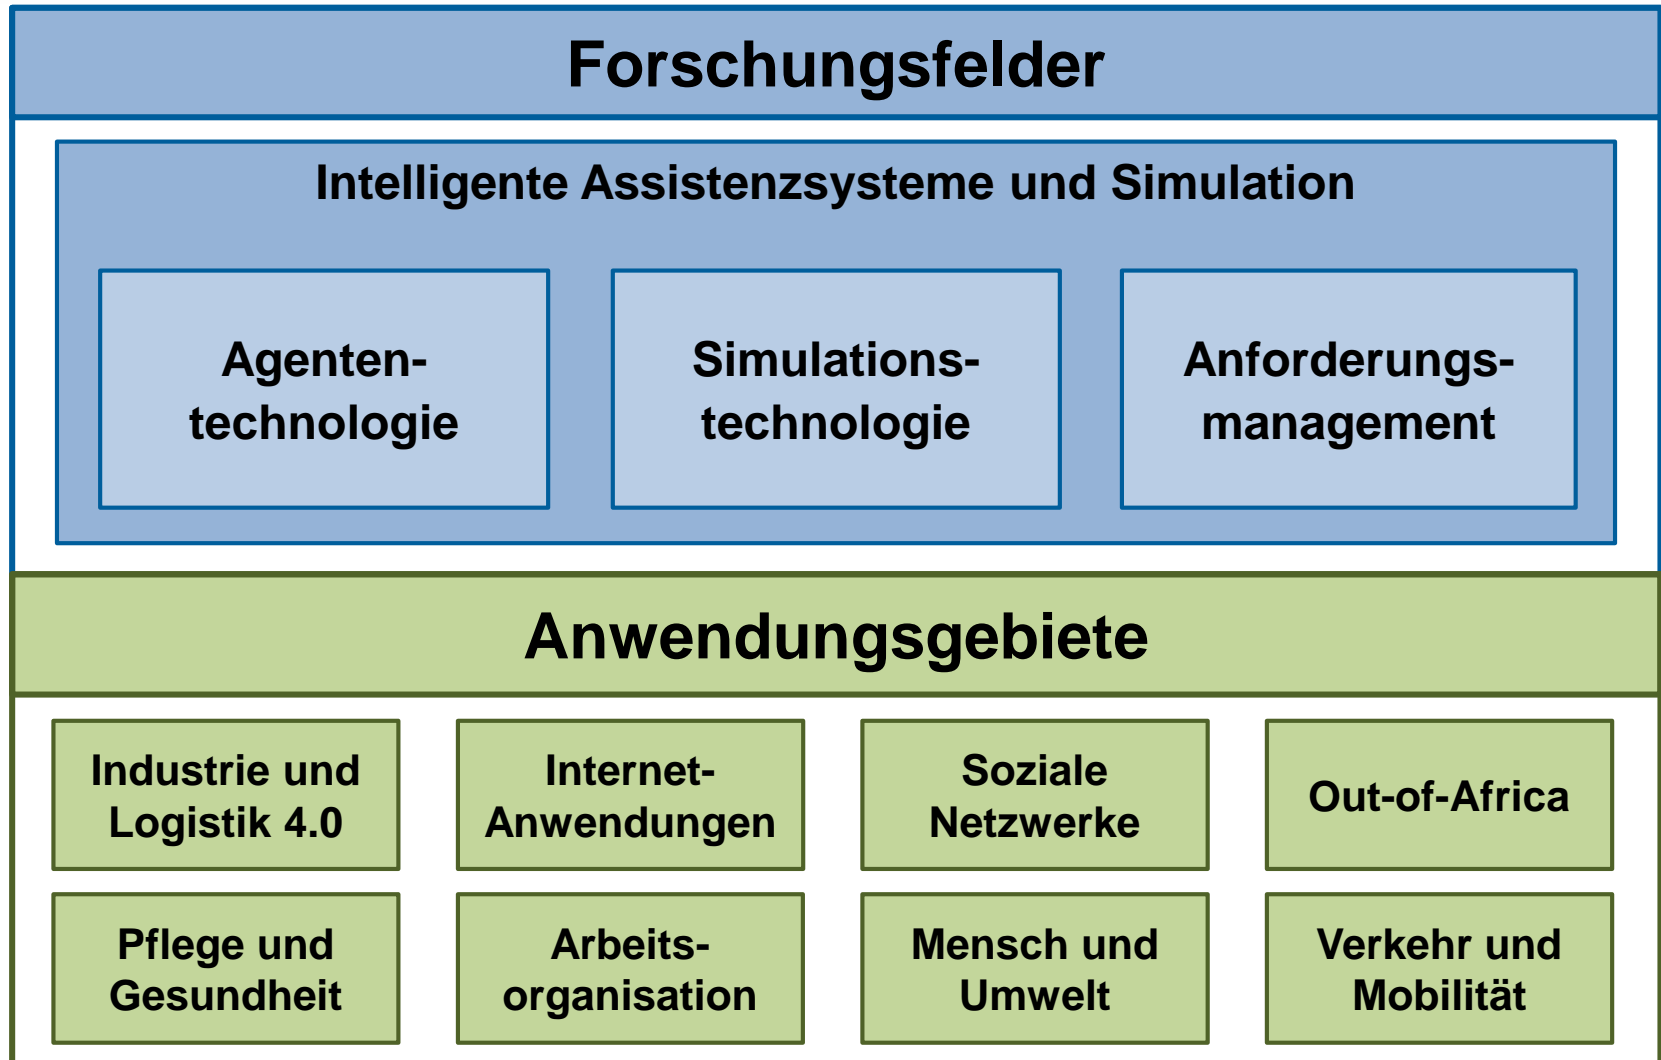 Forschungsfelder
Intelligente Assistenzsysteme und Simulation
Agenten-
technologie
Simulations-
technologie
Anforderungs-
management
Anwendungsgebiete
Industrie und
Logistik 4.0
Internet-
Anwendungen
Soziale
Netzwerke
Out-of-Africa
Pflege und
Gesundheit
Arbeits-
organisation
Mensch und
Umwelt
Verkehr und
Mobilität